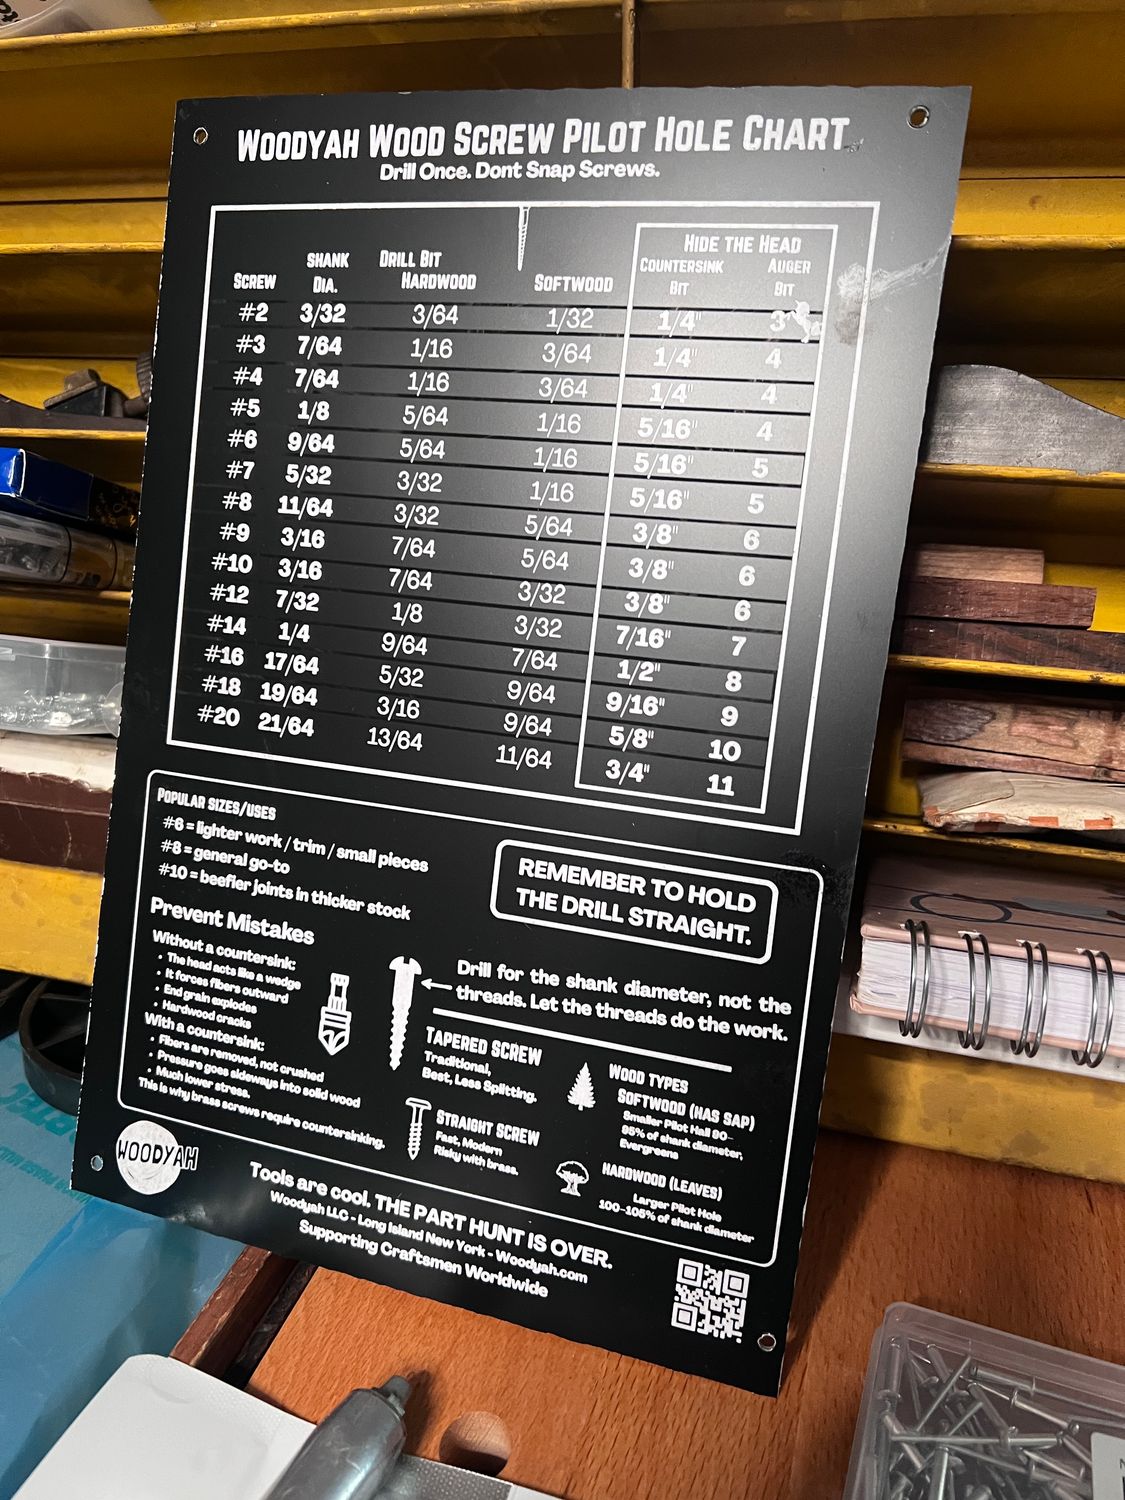 WOODYAH WOOD SCREW PILOT HOLE CHART
Drill Once. Dont Snap Screws.
HIDE THE HEAD
SCREW SHANK DIA. DRILL BIT HARDWOOD SOFTWOOD COUNTERSINK BIT AUGER BIT
#2 3/32 3/64 1/32 1/4" 3
#3 7/64 1/16 3/64 1/4" 4
#4 7/64 1/16 3/64 1/4" 4
#5 1/8 5/64 1/16 5/16" 4
#6 9/64 5/64 1/16 5/16" 5
#7 5/32 3/32 1/16 5/16" 5
#8 11/64 3/32 5/64 3/8" 6
#9 3/16 7/64 5/64 3/8" 6
#10 3/16 7/64 3/32 3/8" 6
#12 7/32 1/8 3/32 7/16" 7
#14 1/4 9/64 7/64 1/2" 8
#16 17/64 5/32 9/64 9/16" 9
#18 19/64 3/16 9/64 5/8" 10
#20 21/64 13/64 11/64 3/4" 11
POPULAR SIZES/USES
#6 = lighter work / trim / small pieces
#8 = general go-to
#10 = beefier joints in thicker stock
REMEMBER TO HOLD
THE DRILL STRAIGHT.
Prevent Mistakes
Without a countersink:
• The head acts like a wedge
• It forces fibers outward
• End grain explodes
• Hardwood cracks
With a countersink:
• Fibers are removed, not crushed
• Pressure goes sideways into solid wood
• Much lower stress.
This is why brass screws require countersinking.
Drill for the shank diameter, not the
threads. Let the threads do the work.
TAPERED SCREW
Traditional,
Best, Less Splitting.
STRAIGHT SCREW
Fast, Modern
Risky with brass.
WOOD TYPES
SOFTWOOD (HAS SAP)
Smaller Pilot Hall 90-
95% of shank diameter,
Evergreens
HARDWOOD (LEAVES)
Larger Pilot Hole
100-105% of shank diameter
WOODYAH
Tools are cool. THE PART HUNT IS OVER.
Woodyah LLC - Long Island New York - Woodyah.com
Supporting Craftsmen Worldwide